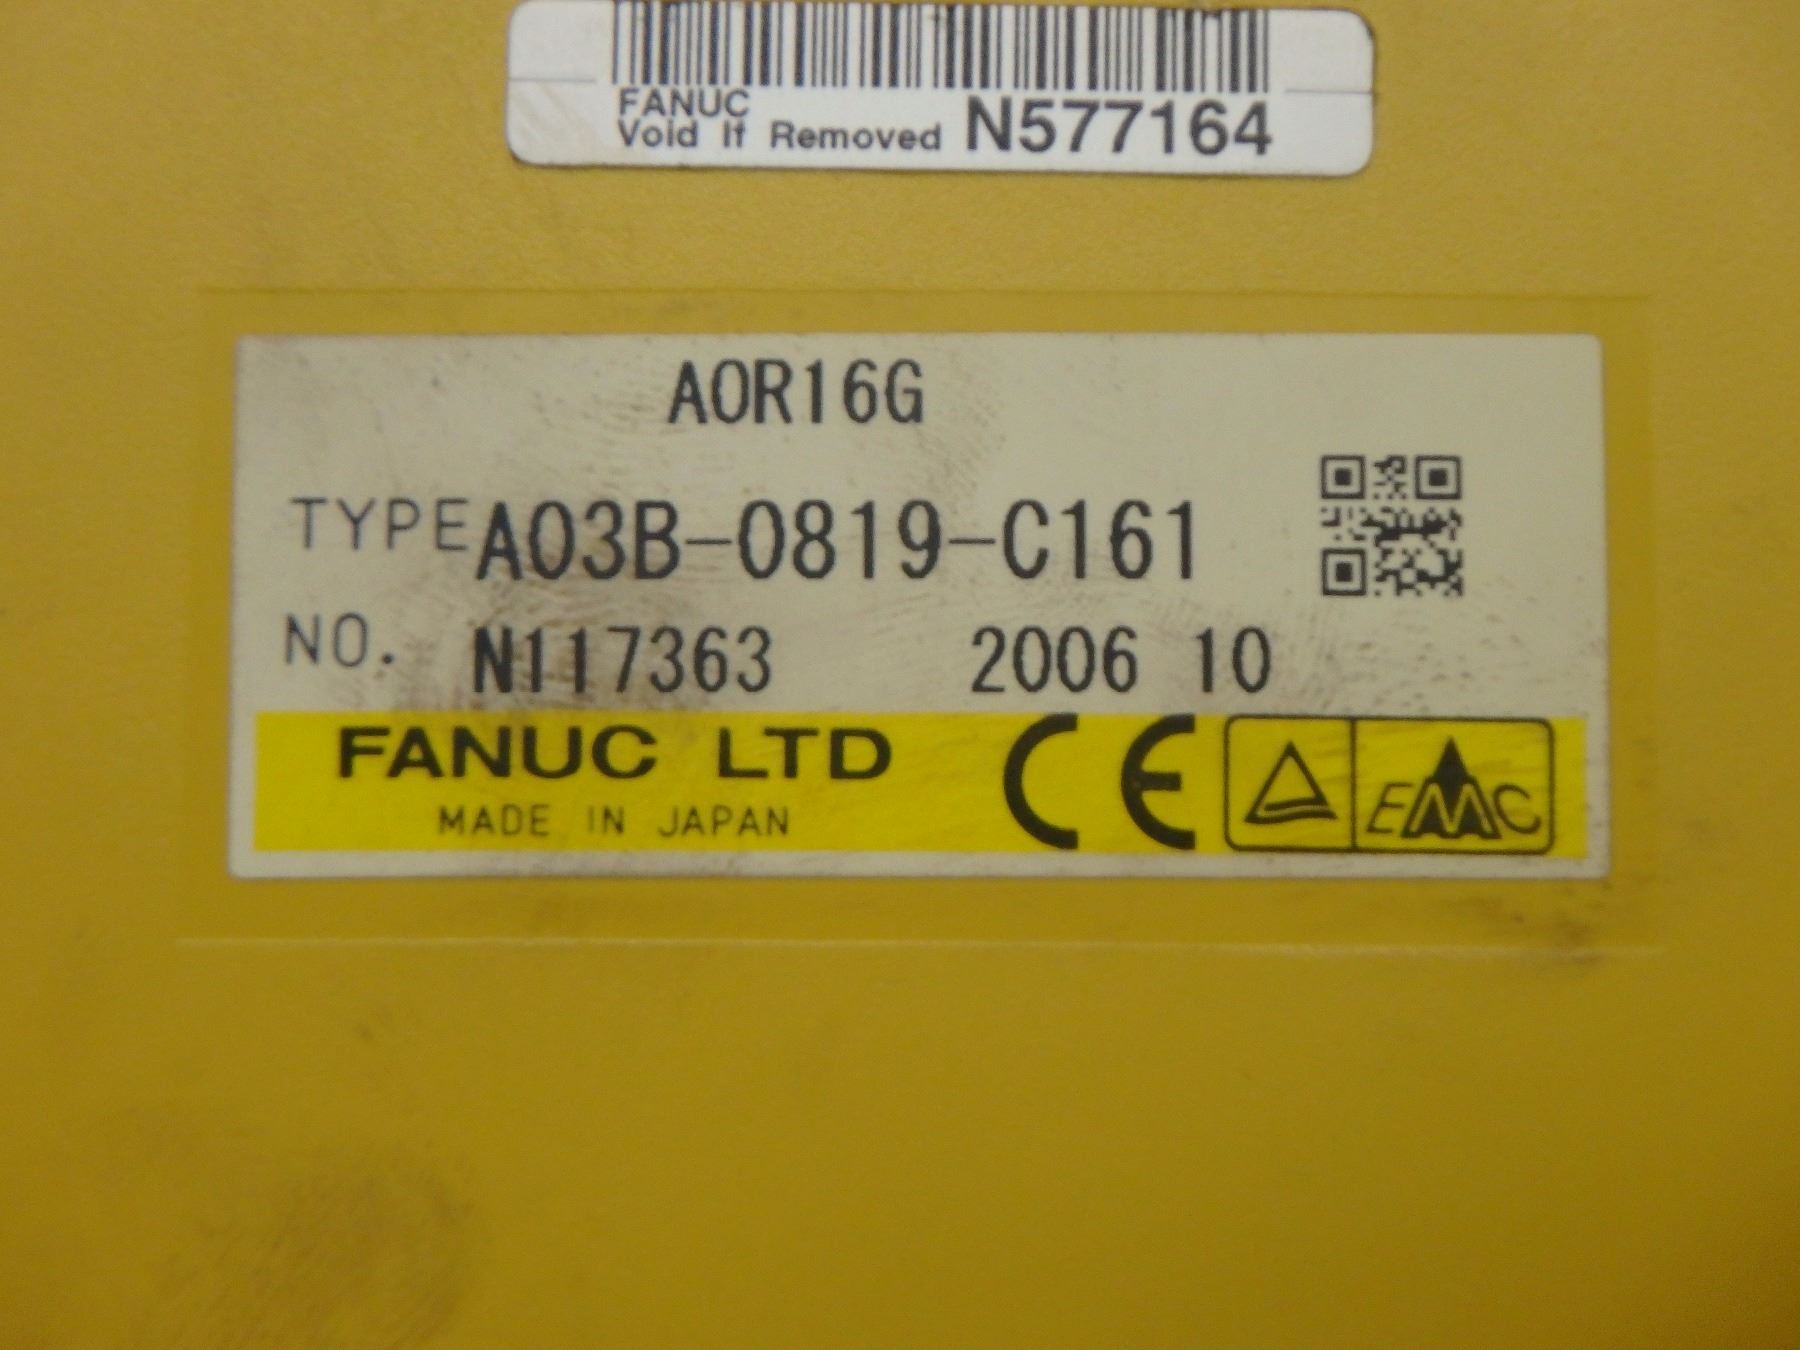 FANUC
Void If Removed N577164
AOR16G
TYPE A03B-0819-C161
NO. N117363 2006 10
FANUC LTD
MADE IN JAPAN
CE
EMC